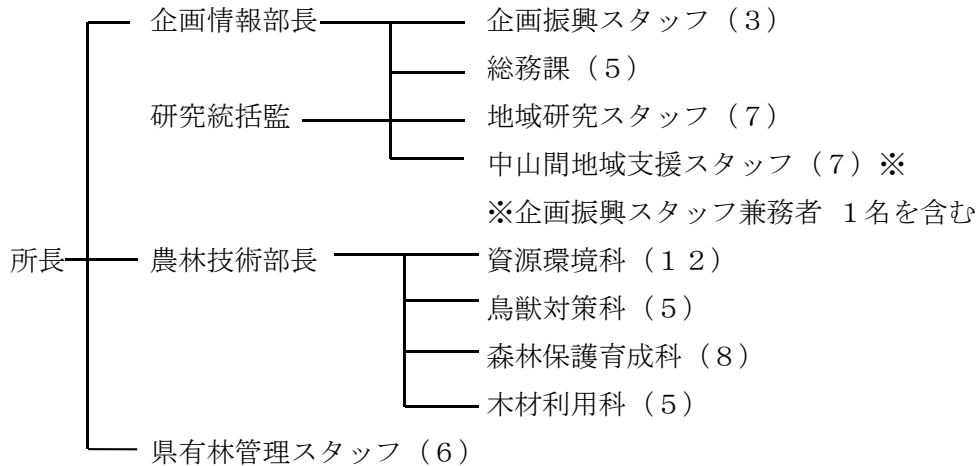 企画情報部長 企画振興スタッフ（３）
総務課（５）
研究統括監 地域研究スタッフ（７）
中山間地域支援スタッフ（７）※
※企画振興スタッフ兼務者 １名を含む
所長 農林技術部長 資源環境科（１２）
鳥獣対策科（５）
森林保護育成科（８）
木材利用科（５）
県有林管理スタッフ（６）